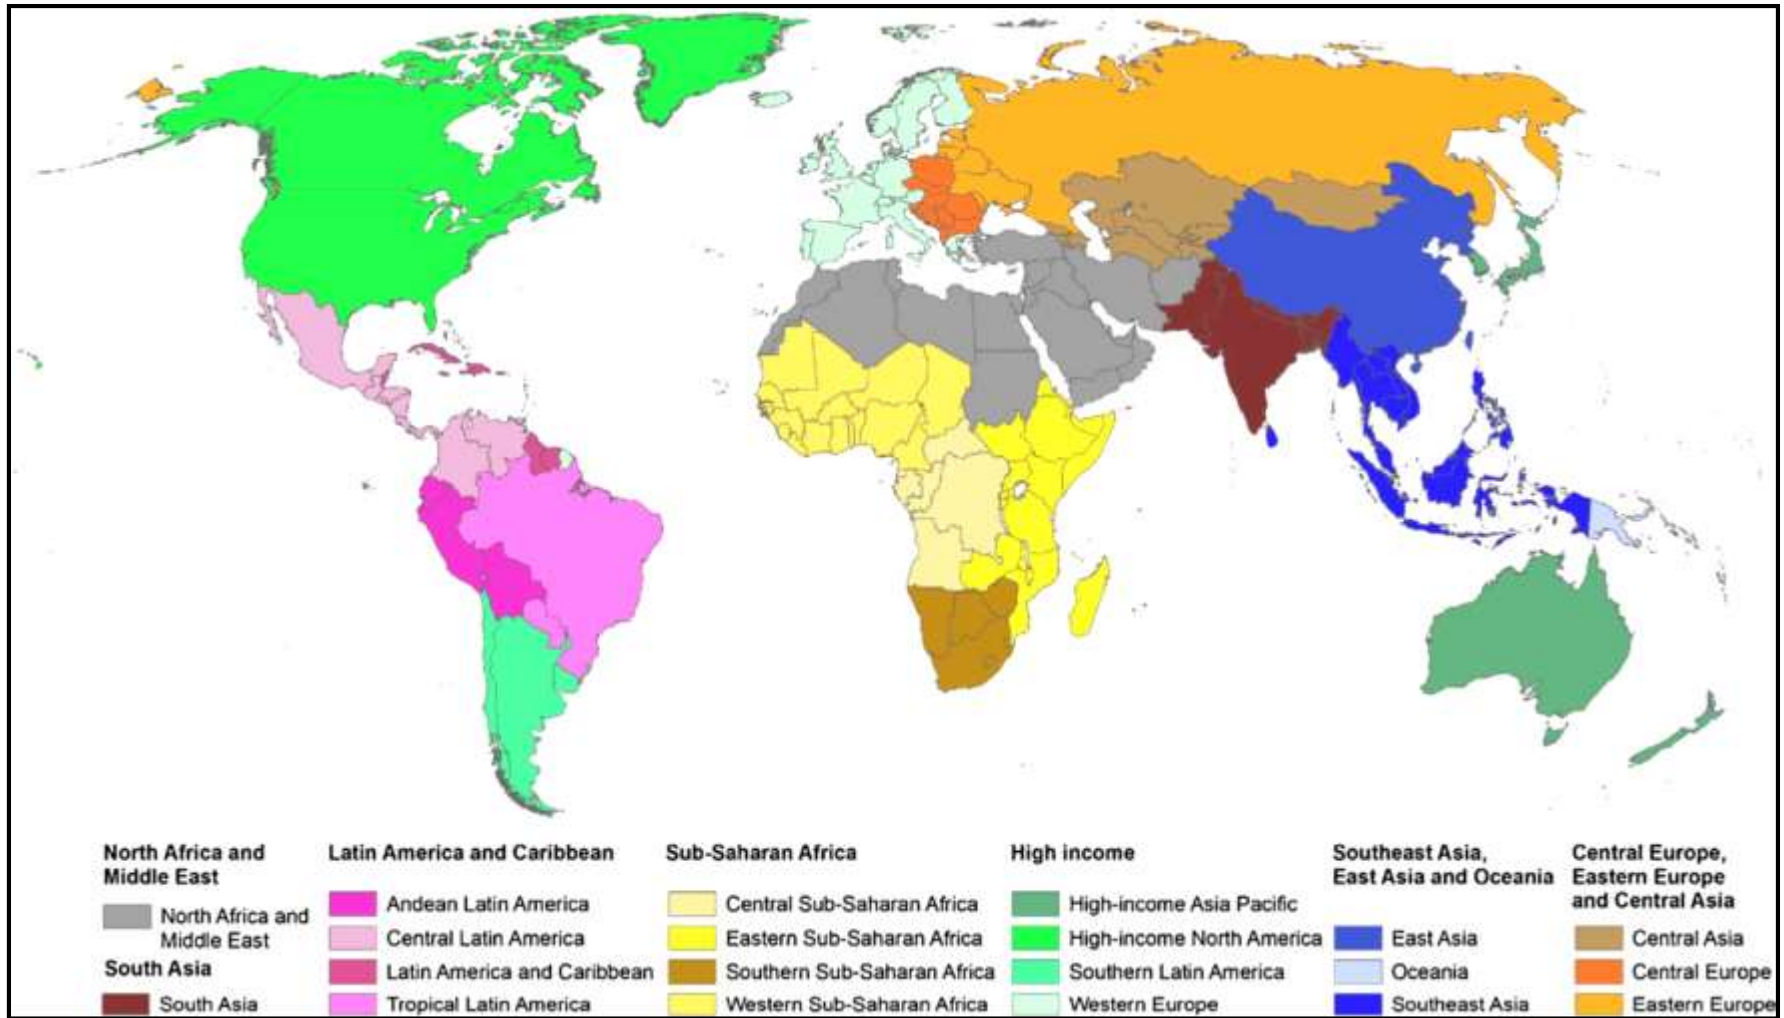 North Africa and
Middle East
North Africa and
Middle East
South Asia
South Asia
Latin America and Caribbean
Andean Latin America
Central Latin America
Latin America and Caribbean
Tropical Latin America
Sub-Saharan Africa
Central Sub-Saharan Africa
Eastern Sub-Saharan Africa
Southern Sub-Saharan Africa
Western Sub-Saharan Africa
High income
High-income Asia Pacific
High-income North America
Southern Latin America
Western Europe
Southeast Asia,
East Asia and Oceania
East Asia
Oceania
Southeast Asia
Central Europe,
Eastern Europe
and Central Asia
Central Asia
Central Europe
Eastern Europe